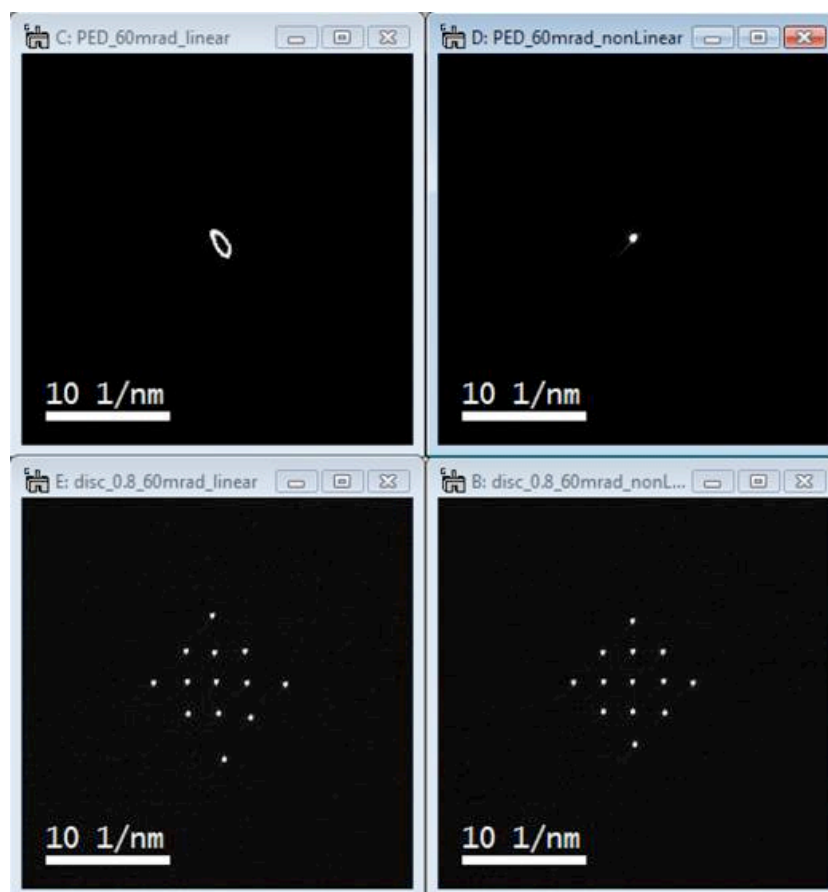 C: PED_60mrad_linear
D: PED_60mrad_nonLinear
10 1/nm
10 1/nm
E: disc_0.8_60mrad_linear
B: disc_0.8_60mrad_nonL...
10 1/nm
10 1/nm